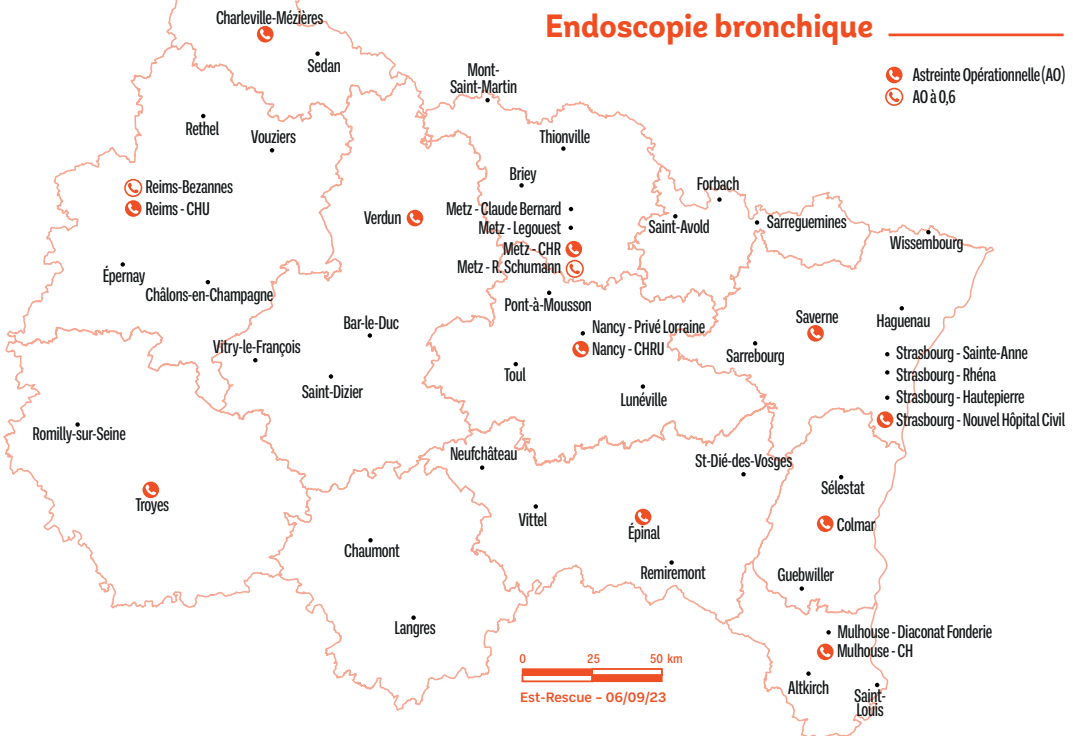 Endoscopie bronchique
Astreinte Opérationnelle (AO)
AO à 0,6
Charleville-Mézières
Sedan
Mont-
Saint-Martin
Rethel
Vouziers
Thionville
Briey
Forbach
Reims-Bezannes
Reims - CHU
Verdun
Metz - Claude Bernard
Metz - Legouest
Metz - CHR
Metz - R. Schumann
Saint-Avold
Sarreguemines
Wissembourg
Épernay
Châlons-en-Champagne
Pont-à-Mousson
Bar-le-Duc
Nancy - Privé Lorraine
Nancy - CHRU
Saverne
Haguenau
Sarrebourg
Vitry-le-François
Saint-Dizier
Toul
Lunéville
Strasbourg - Sainte-Anne
Strasbourg - Rhéna
Strasbourg - Hautepierre
Strasbourg - Nouvel Hôpital Civil
Romilly-sur-Seine
Neufchâteau
St-Dié-des-Vosges
Sélestat
Troyes
Vittel
Épinal
Colmar
Chaumont
Remiremont
Guebwiller
Langres
Mulhouse - Diaconat Fonderie
Mulhouse - CH
Altkirch
Saint-
Louis
0 25 50 km
Est-Rescue - 06/09/23